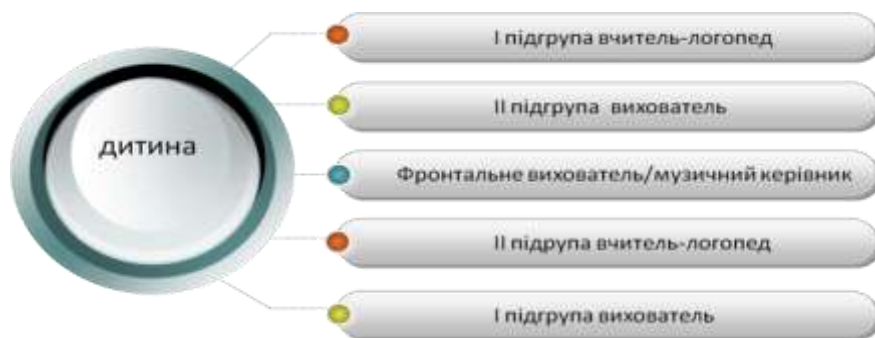 дитина
І підгрупа вчитель-логопед
ІІ підгрупа вихователь
Фронтальне вихователь/музичний керівник
ІІ підрупа вчитель-логопед
І підгрупа вихователь